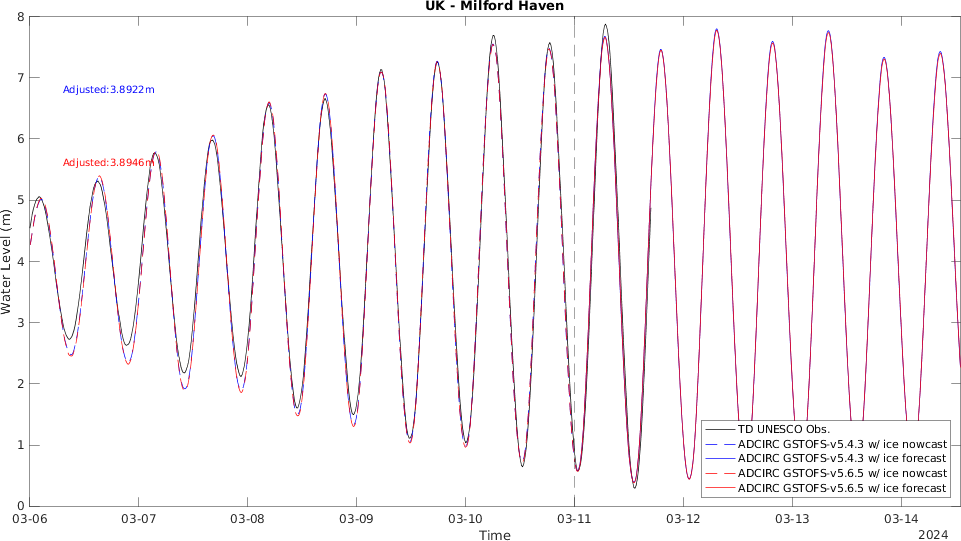 UK - Milford Haven
8
7
6
5
4
3
2
1
0
Water Level (m)
Adjusted:3.8922m
Adjusted:3.8946m
TD UNESCO Obs.
ADCIRC GSTOFS-v5.4.3 w/ ice nowcast
ADCIRC GSTOFS-v5.4.3 w/ ice forecast
ADCIRC GSTOFS-v5.6.5 w/ ice nowcast
ADCIRC GSTOFS-v5.6.5 w/ ice forecast
03-06 03-07 03-08 03-09 03-10 03-11 03-12 03-13 03-14
Time
2024